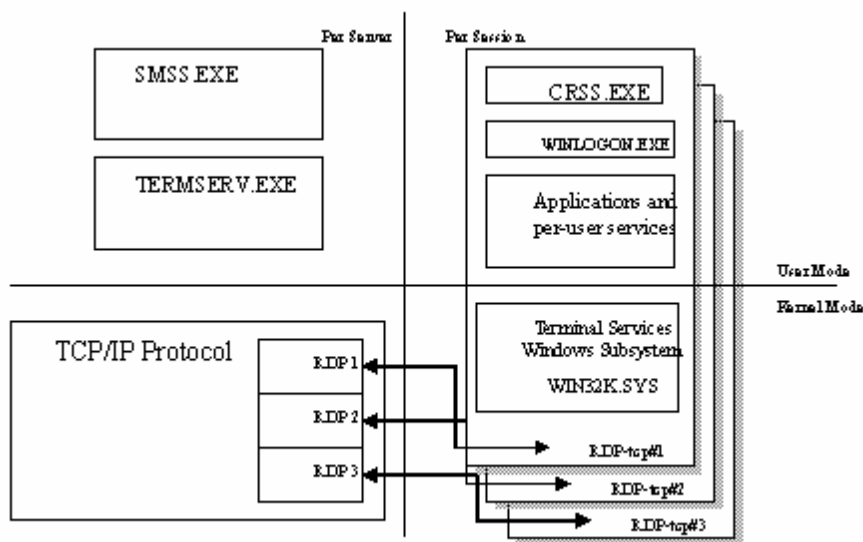 Per Server
Per Session
SMSS.EXE
TERMSERV.EXE
CRSS.EXE
WINLOGON.EXE
Applications and
per-user services
User Mode
Kernel Mode
TCP/IP Protocol
RDP 1
RDP 2
RDP 3
Terminal Services
Windows Subsystem
WIN32K.SYS
RDP-tcp#1
RDP-tcp#2
RDP-tcp#3